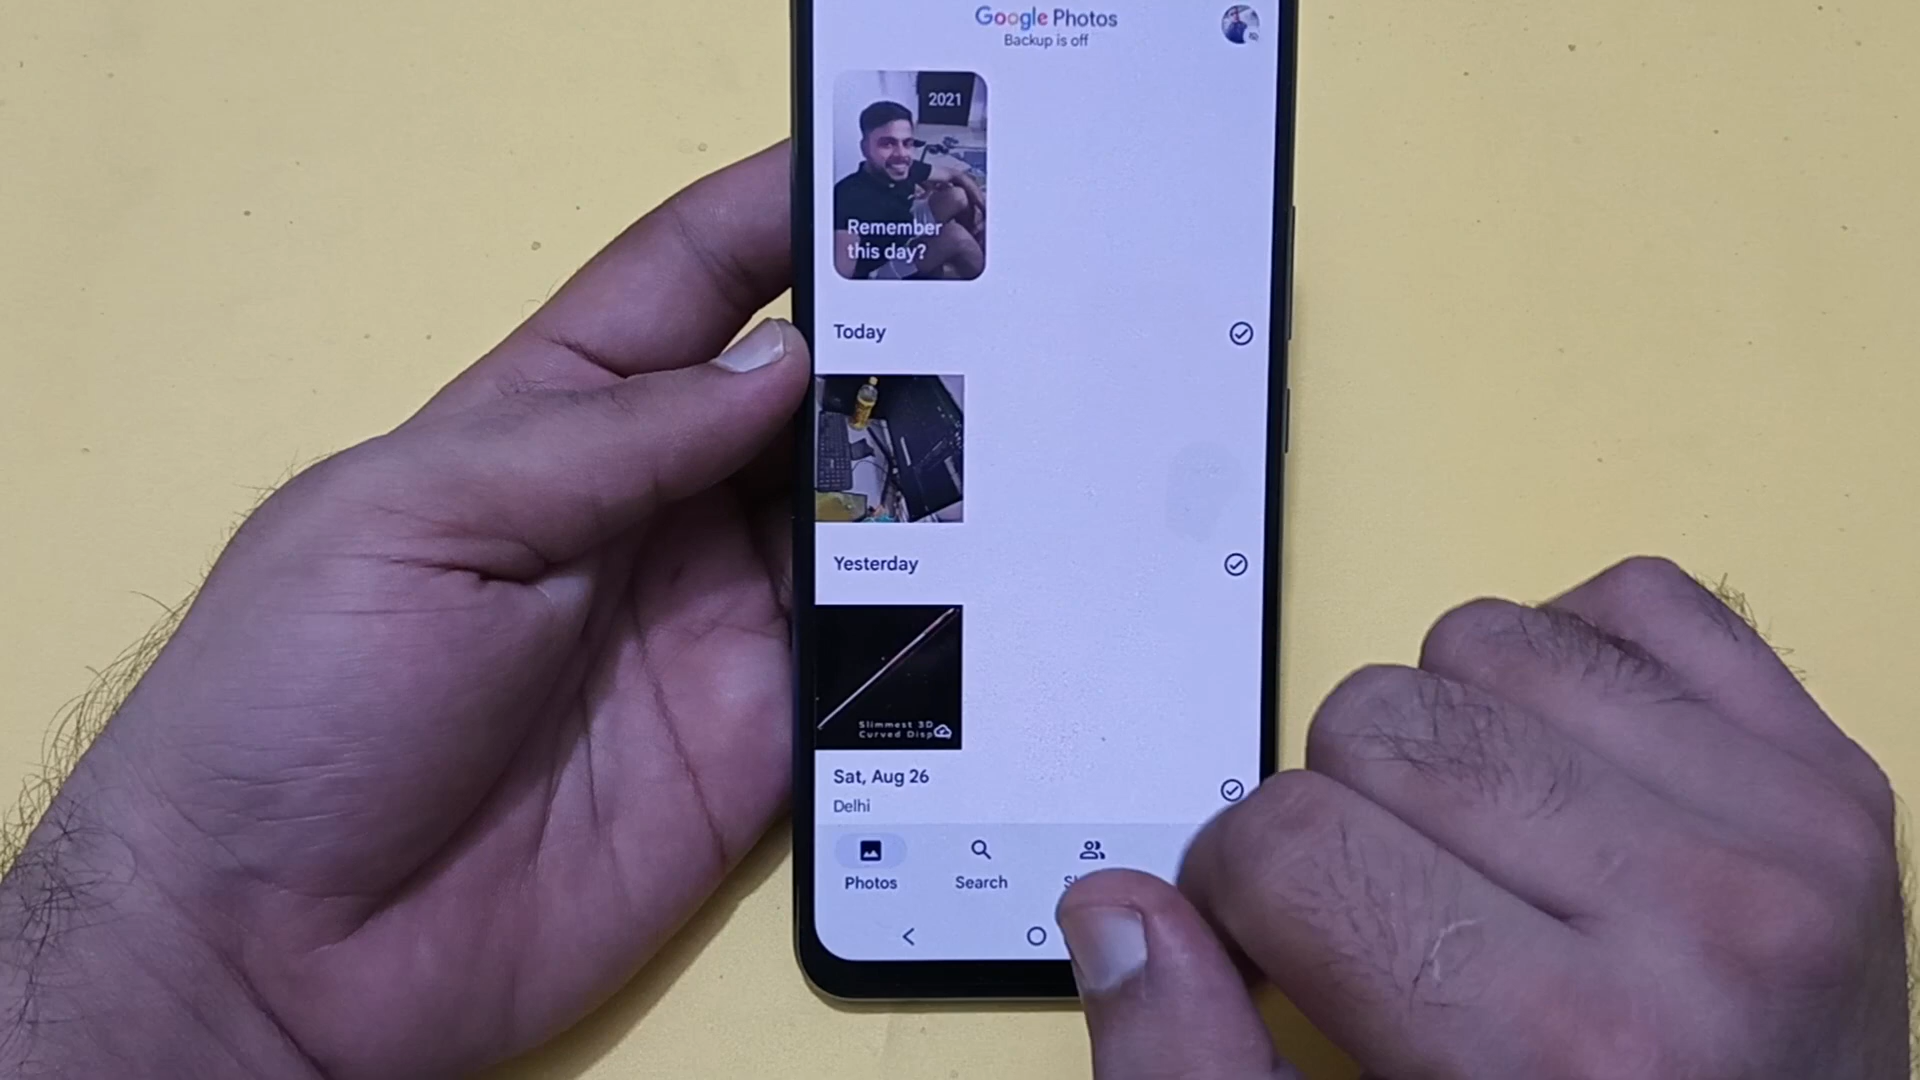 Google Photos
Backup is off
2021
Remember
this day?
Today
Yesterday
Slimmest 3D
Curved Disp
Sat, Aug 26
Delhi
Photos
Search